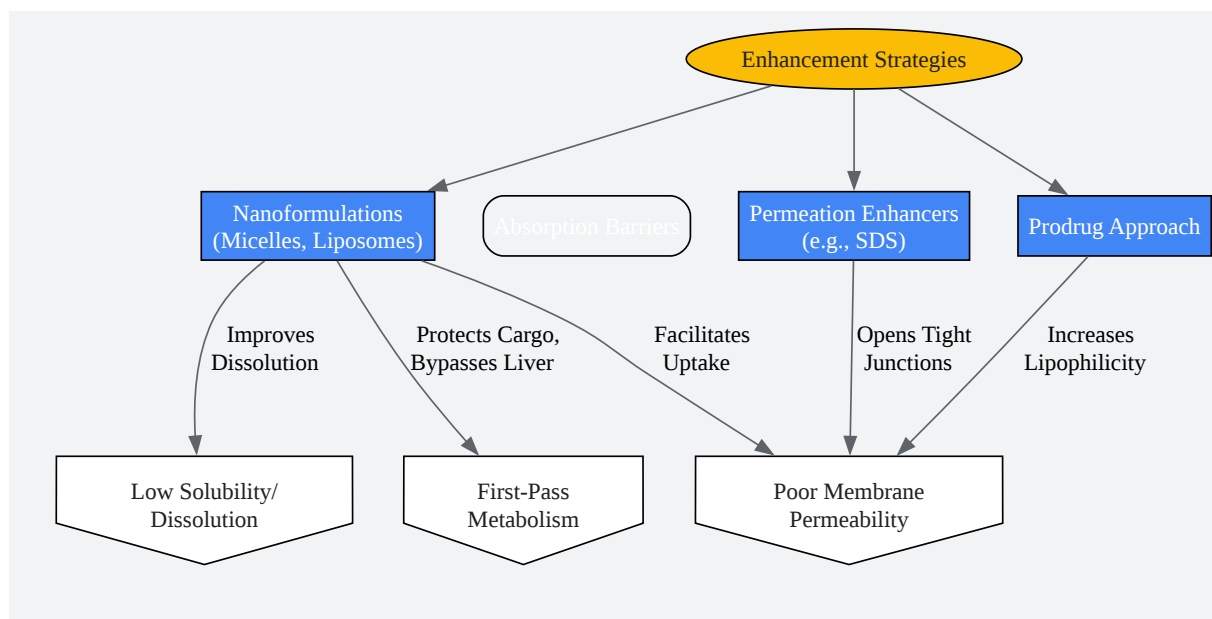 Enhancement Strategies
Nanoformulations
(Micelles, Liposomes)
Absorption Barriers
Permeation Enhancers
(e.g., SDS)
Prodrug Approach
Improves
Dissolution
Protects Cargo,
Bypasses Liver
Facilitates
Uptake
Opens Tight
Junctions
Increases
Lipophilicity
Low Solubility/
Dissolution
First-Pass
Metabolism
Poor Membrane
Permeability